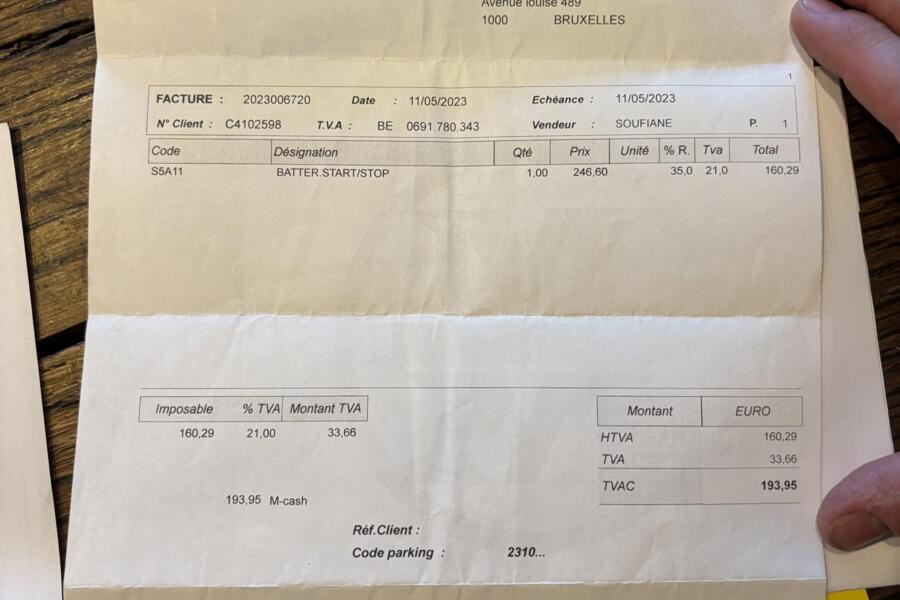 Avenue louise 489
1000 BRUXELLES
1
FACTURE : 2023006720 Date : 11/05/2023 Echéance : 11/05/2023
N° Client : C4102598 T.V.A : BE 0691.780.343 Vendeur : SOUFIANE P. 1
Code Désignation Qté Prix Unité % R. Tva Total
S5A11 BATTER.START/STOP 1,00 246,60 35,0 21,0 160,29
Imposable % TVA Montant TVA
160,29 21,00 33,66
Montant EURO
HTVA 160,29
TVA 33,66
TVAC 193,95
193,95 M-cash
Réf.Client :
Code parking : 2310...